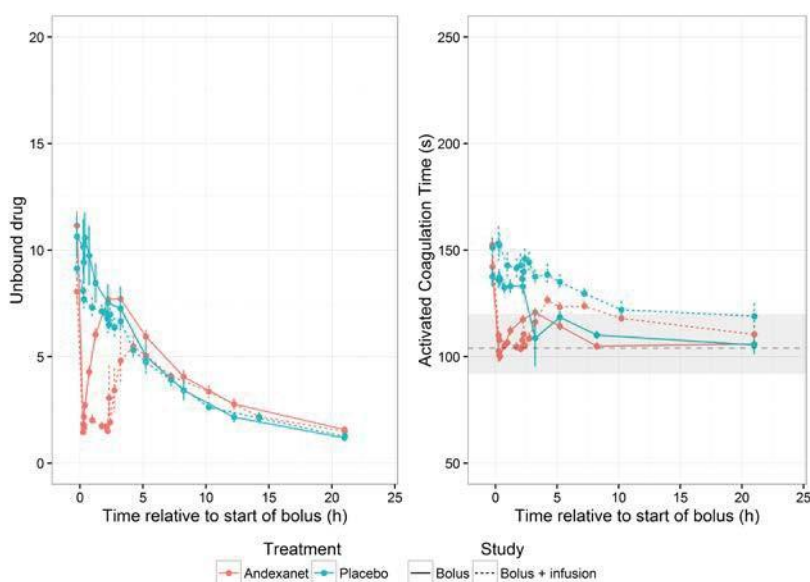 20
15
10
5
0
Unbound drug
0 5 10 15 20 25
Time relative to start of bolus (h)
250
200
150
100
50
Activated Coagulation Time (s)
0 5 10 15 20 25
Time relative to start of bolus (h)
Treatment Study
Andexanet Placebo Bolus Bolus + infusion